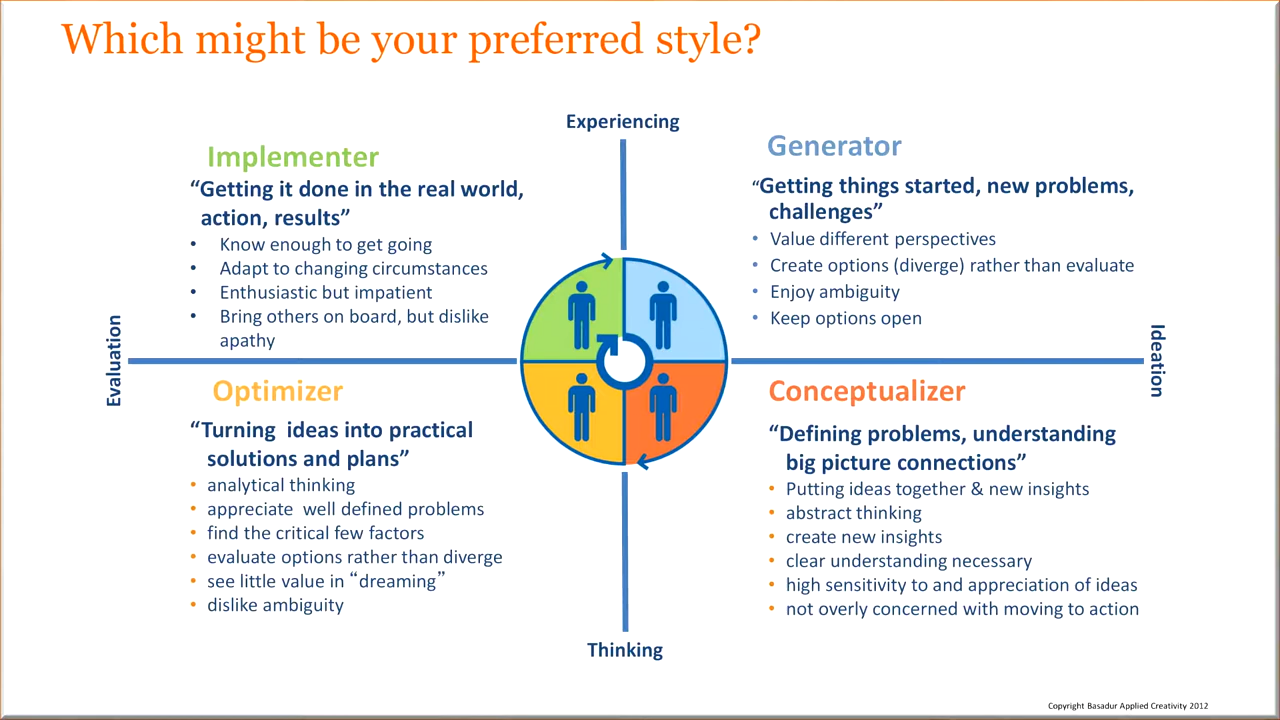 Which might be your preferred style?
Experiencing
Implementer
“Getting it done in the real world,
action, results”
• Know enough to get going
• Adapt to changing circumstances
• Enthusiastic but impatient
• Bring others on board, but dislike
apathy
Generator
“Getting things started, new problems,
challenges”
• Value different perspectives
• Create options (diverge) rather than evaluate
• Enjoy ambiguity
• Keep options open
Evaluation
Ideation
Optimizer
“Turning ideas into practical
solutions and plans”
• analytical thinking
• appreciate well defined problems
• find the critical few factors
• evaluate options rather than diverge
• see little value in “dreaming”
• dislike ambiguity
Conceptualizer
“Defining problems, understanding
big picture connections”
• Putting ideas together & new insights
• abstract thinking
• create new insights
• clear understanding necessary
• high sensitivity to and appreciation of ideas
• not overly concerned with moving to action
Thinking
Copyright Basadur Applied Creativity 2012